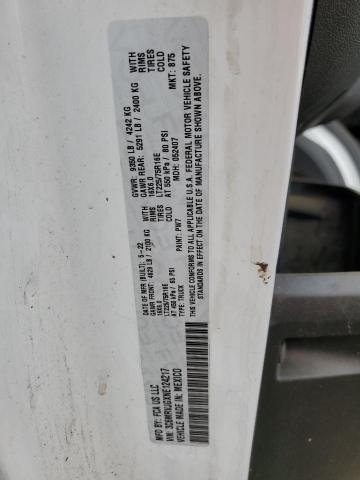 MFD BY: FCA US LLC
DATE OF MFR (BUILT): 5-22 GVWR: 9350 LB / 4242 KG
GAWR FRONT: 4629 LB / 2100 KG WITH GAWR REAR: 5291 LB / 2400 KG WITH
16X6.0 RIMS 16X6.0 RIMS
LT225/75R16E TIRES LT225/75R16E TIRES
AT 450 kPa / 65 PSI COLD AT 550 kPa / 80 PSI COLD
TYPE: TRUCK PAINT: PW7 MDH: 052407 MKT: 875
THIS VEHICLE CONFORMS TO ALL APPLICABLE U.S.A. FEDERAL MOTOR VEHICLE SAFETY
STANDARDS IN EFFECT ON THE DATE OF MANUFACTURE SHOWN ABOVE.
VIN:
VEHICLE MADE IN: MEXICO